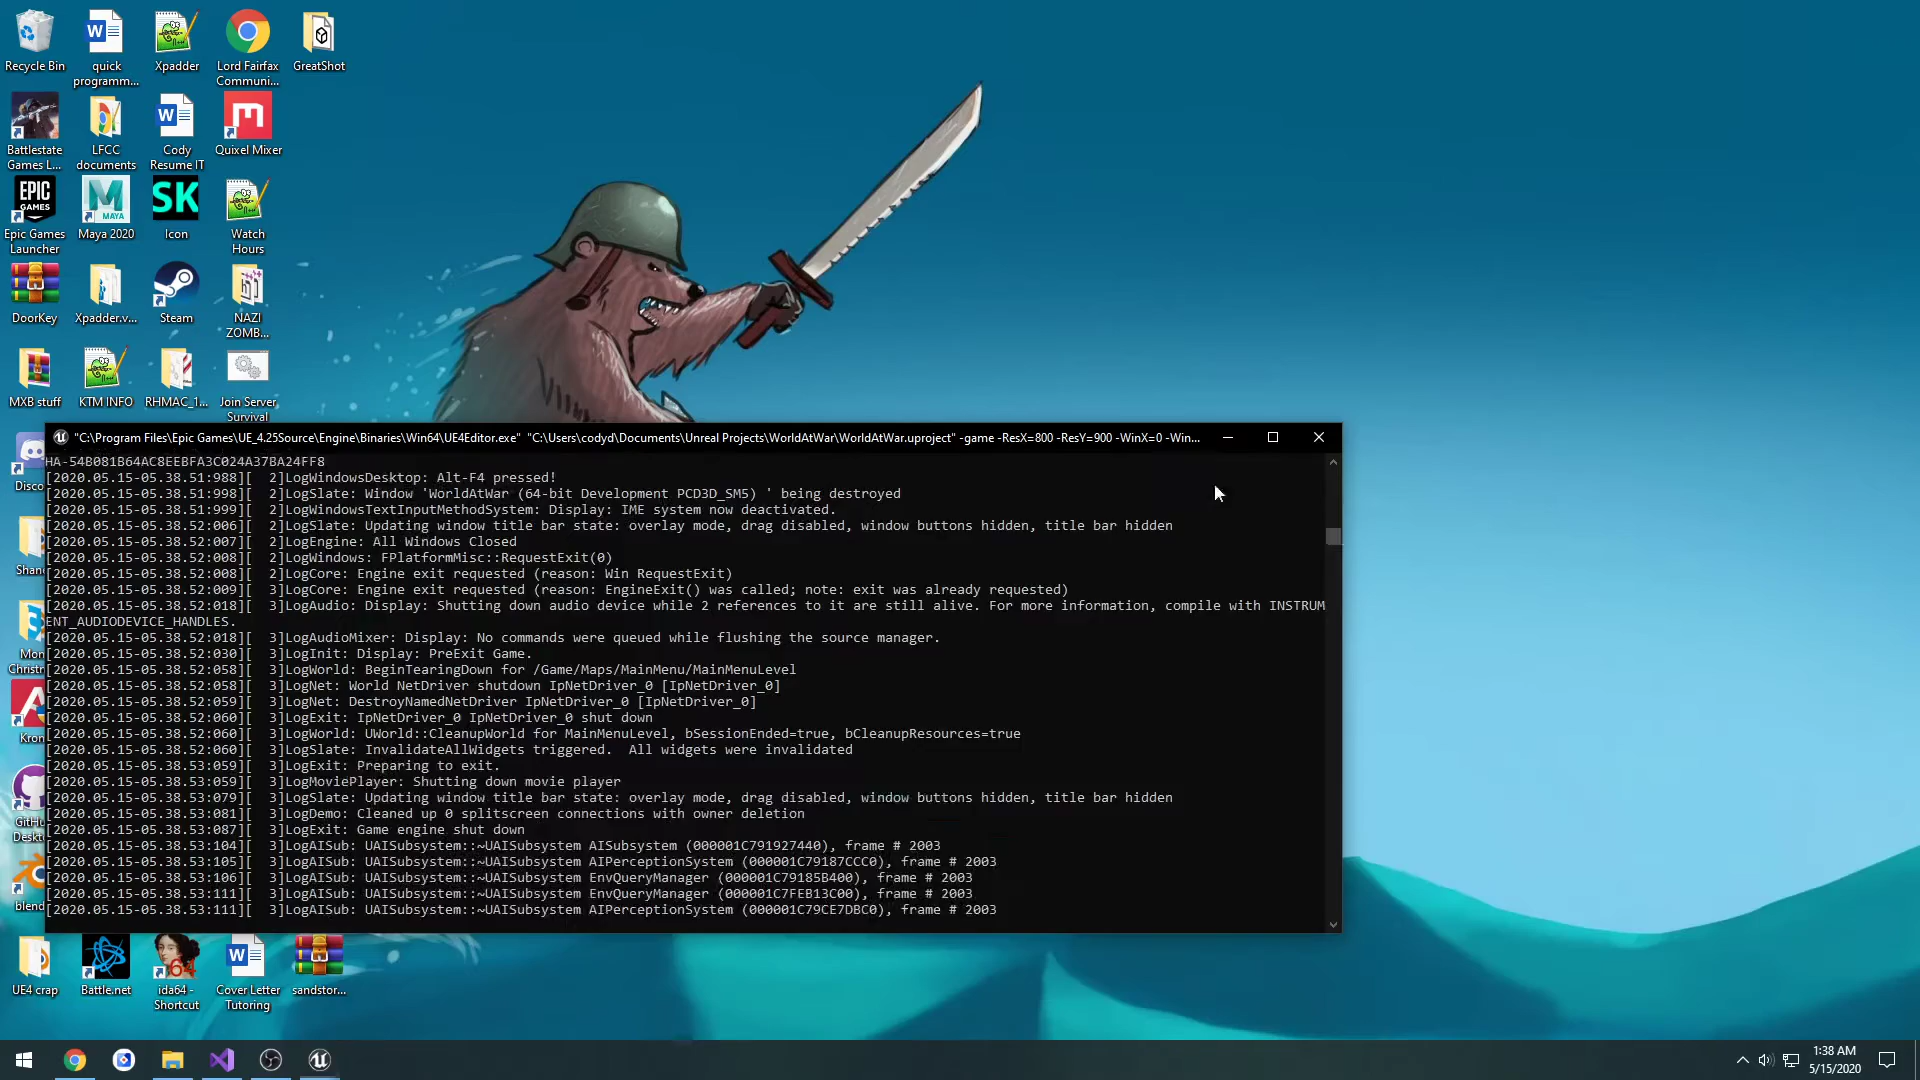 Recycle Bin
quick
programm...
Xpadder
Lord Fairfax
Communi...
GreatShot
Battlestate
Games L...
LFCC
documents
Cody
Resume IT
Quixel Mixer
EPIC
GAMES
Epic Games
Launcher
MAYA
Maya 2020
SK
Icon
Watch
Hours
DoorKey
Xpadder.v...
Steam
NAZI
ZOMB...
MXB stuff
KTM INFO
RHMAC_1...
Join Server
Survival
"C:\Program Files\Epic Games\UE_4.25Source\Engine\Binaries\Win64\UE4Editor.exe" "C:\Users\codyd\Documents\Unreal Projects\WorldAtWar\WorldAtWar.uproject" -game -ResX=800 -ResY=900 -WinX=0 -Win...
HA-54B081B64AC8EEBFA3C024A37BA24FF8
[2020.05.15-05.38.51:988][  2]LogWindowsDesktop: Alt-F4 pressed!
[2020.05.15-05.38.51:998][  2]LogSlate: Window 'WorldAtWar (64-bit Development PCD3D_SM5) ' being destroyed
[2020.05.15-05.38.51:999][  2]LogWindowsTextInputMethodSystem: Display: IME system now deactivated.
[2020.05.15-05.38.52:006][  2]LogSlate: Updating window title bar state: overlay mode, drag disabled, window buttons hidden, title bar hidden
[2020.05.15-05.38.52:007][  2]LogEngine: All Windows Closed
[2020.05.15-05.38.52:008][  2]LogWindows: FPlatformMisc::RequestExit(0)
[2020.05.15-05.38.52:008][  2]LogCore: Engine exit requested (reason: Win RequestExit)
[2020.05.15-05.38.52:009][  3]LogCore: Engine exit requested (reason: EngineExit() was called; note: exit was already requested)
[2020.05.15-05.38.52:018][  3]LogAudio: Display: Shutting down audio device while 2 references to it are still alive. For more information, compile with INSTRUM
ENT_AUDIODEVICE_HANDLES.
[2020.05.15-05.38.52:018][  3]LogAudioMixer: Display: No commands were queued while flushing the source manager.
[2020.05.15-05.38.52:030][  3]LogInit: Display: PreExit Game.
[2020.05.15-05.38.52:058][  3]LogWorld: BeginTearingDown for /Game/Maps/MainMenu/MainMenuLevel
[2020.05.15-05.38.52:058][  3]LogNet: World NetDriver shutdown IpNetDriver_0 [IpNetDriver_0]
[2020.05.15-05.38.52:059][  3]LogNet: DestroyNamedNetDriver IpNetDriver_0 [IpNetDriver_0]
[2020.05.15-05.38.52:060][  3]LogExit: IpNetDriver_0 IpNetDriver_0 shut down
[2020.05.15-05.38.52:060][  3]LogWorld: UWorld::CleanupWorld for MainMenuLevel, bSessionEnded=true, bCleanupResources=true
[2020.05.15-05.38.52:060][  3]LogSlate: InvalidateAllWidgets triggered.  All widgets were invalidated
[2020.05.15-05.38.53:059][  3]LogExit: Preparing to exit.
[2020.05.15-05.38.53:059][  3]LogMoviePlayer: Shutting down movie player
[2020.05.15-05.38.53:079][  3]LogSlate: Updating window title bar state: overlay mode, drag disabled, window buttons hidden, title bar hidden
[2020.05.15-05.38.53:081][  3]LogDemo: Cleaned up 0 splitscreen connections with owner deletion
[2020.05.15-05.38.53:087][  3]LogExit: Game engine shut down
[2020.05.15-05.38.53:104][  3]LogAISub: UAISubsystem::~UAISubsystem AISubsystem (000001C791927440), frame # 2003
[2020.05.15-05.38.53:105][  3]LogAISub: UAISubsystem::~UAISubsystem AIPerceptionSystem (000001C79187CCC0), frame # 2003
[2020.05.15-05.38.53:106][  3]LogAISub: UAISubsystem::~UAISubsystem EnvQueryManager (000001C79185B400), frame # 2003
[2020.05.15-05.38.53:111][  3]LogAISub: UAISubsystem::~UAISubsystem EnvQueryManager (000001C7FEB13C00), frame # 2003
[2020.05.15-05.38.53:111][  3]LogAISub: UAISubsystem::~UAISubsystem AIPerceptionSystem (000001C79CE7DBC0), frame # 2003
Disco
Shan
Mon
Christm
Kron
GitHu
Deskt
blend
UE4 crap
Battle.net
64
ida64 -
Shortcut
Cover Letter
Tutoring
sandstor...
1:38 AM
5/15/2020